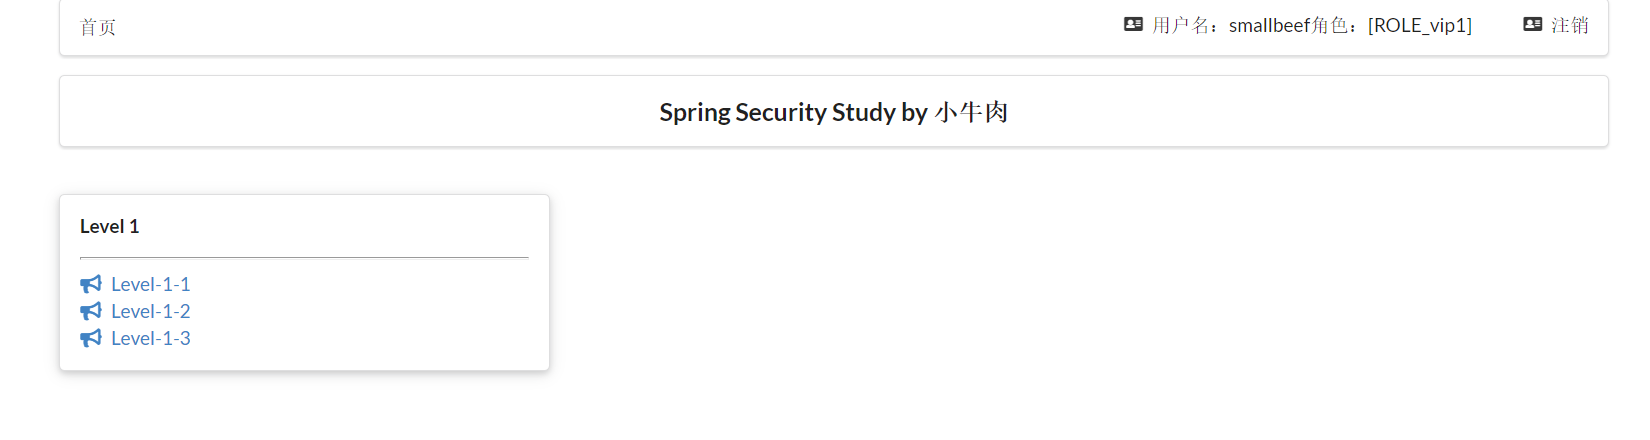 首页
用户名：smallbeef角色：[ROLE_vip1]
注销
Spring Security Study by 小牛肉
Level 1
Level-1-1
Level-1-2
Level-1-3